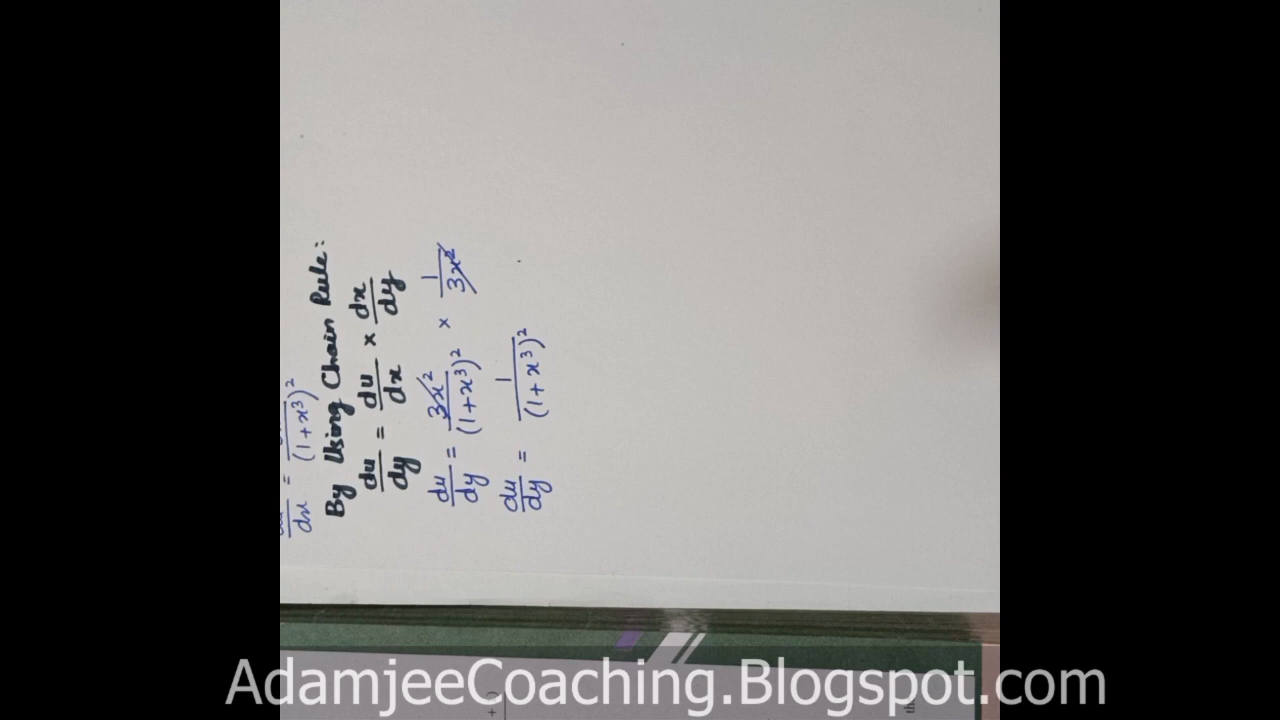 du/dx = /(1+x³)²
By Using Chain Rule:
du/dy = du/dx × dx/dy
du/dy = 3x²/(1+x³)² × 1/3x²
du/dy = 1/(1+x³)²
AdamjeeCoaching.Blogspot.com